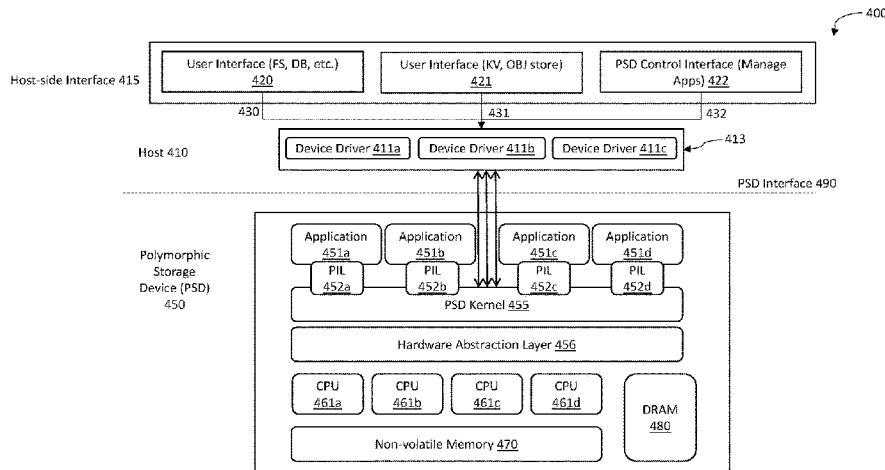 400
Host-side Interface 415
User Interface (FS, DB, etc.)
420
User Interface (KV, OBJ store)
421
PSD Control Interface (Manage
Apps) 422
430
431
432
Host 410
Device Driver 411a
Device Driver 411b
Device Driver 411c
413
PSD Interface 490
Polymorphic
Storage
Device (PSD)
450
Application
451a
Application
451b
Application
451c
Application
451d
PIL
452a
PIL
452b
PIL
452c
PIL
452d
PSD Kernel 455
Hardware Abstraction Layer 456
CPU
461a
CPU
461b
CPU
461c
CPU
461d
DRAM
480
Non-volatile Memory 470